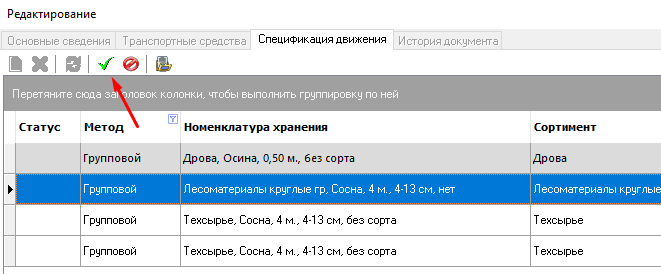 Редактирование
Основные сведения Транспортные средства Спецификация движения История документа
Перетяните сюда заголовок колонки, чтобы выполнить группировку по ней
Статус Метод Номенклатура хранения Сортимент
Групповой Дрова, Осина, 0,50 м., без сорта Дрова
Групповой Лесоматериалы круглые гр, Сосна, 4 м., 4-13 см, нет Лесоматериалы круглые
Групповой Техсырье, Сосна, 4 м., 4-13 см, без сорта Техсырье
Групповой Техсырье, Сосна, 4 м., 4-13 см, без сорта Техсырье